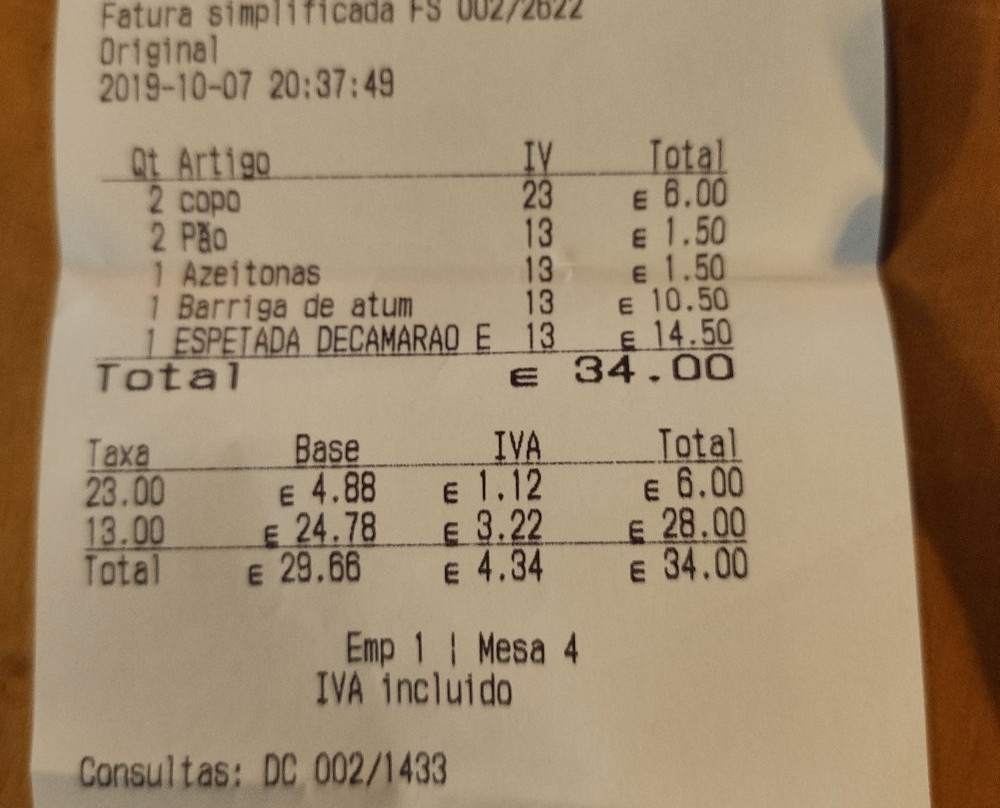 Fatura simplificada FS 002/2622
Original
2019-10-07 20:37:49
Qt Artigo IV Total
2 copo 23 € 6.00
2 Pão 13 € 1.50
1 Azeitonas 13 € 1.50
1 Barriga de atum 13 € 10.50
1 ESPETADA DECAMARAO E 13 € 14.50
Total € 34.00
Taxa Base IVA Total
23.00 € 4.88 € 1.12 € 6.00
13.00 € 24.78 € 3.22 € 28.00
Total € 29.66 € 4.34 € 34.00
Emp 1 | Mesa 4
IVA incluido
Consultas: DC 002/1433